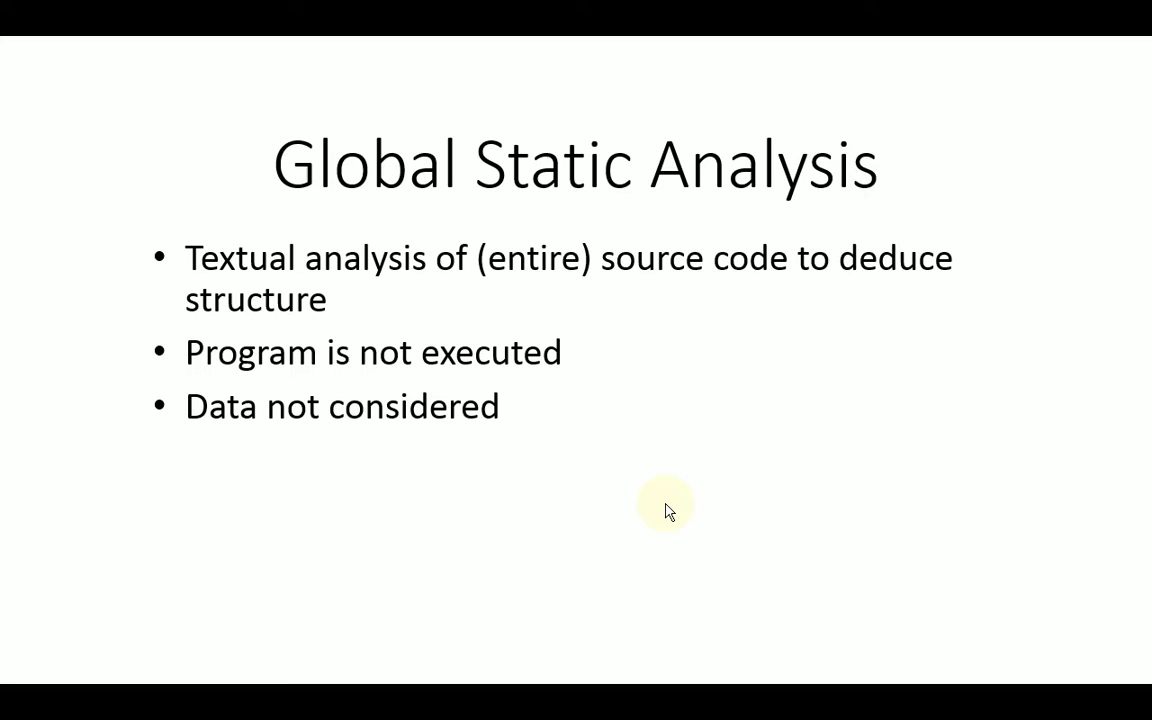 Global Static Analysis
• Textual analysis of (entire) source code to deduce
structure
• Program is not executed
• Data not considered